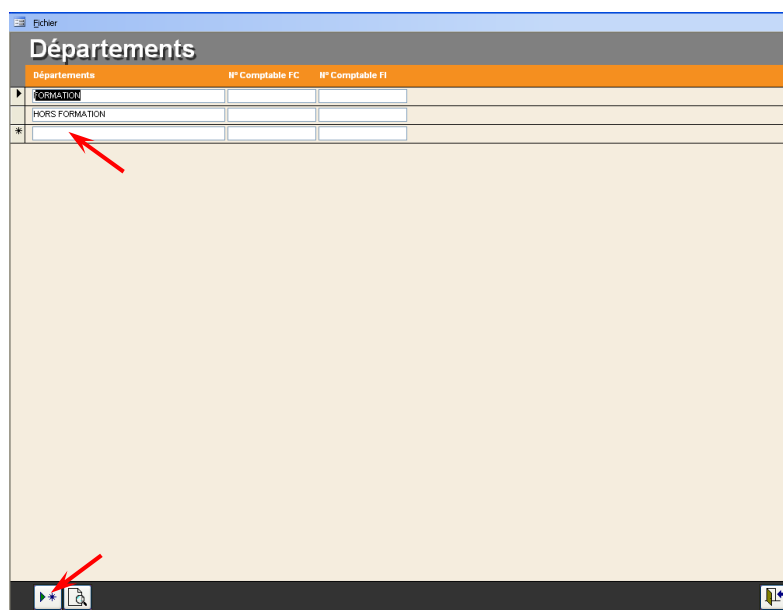 Fichier
Départements
Départements N° Comptable FC N° Comptable FI
FORMATION
HORS FORMATION